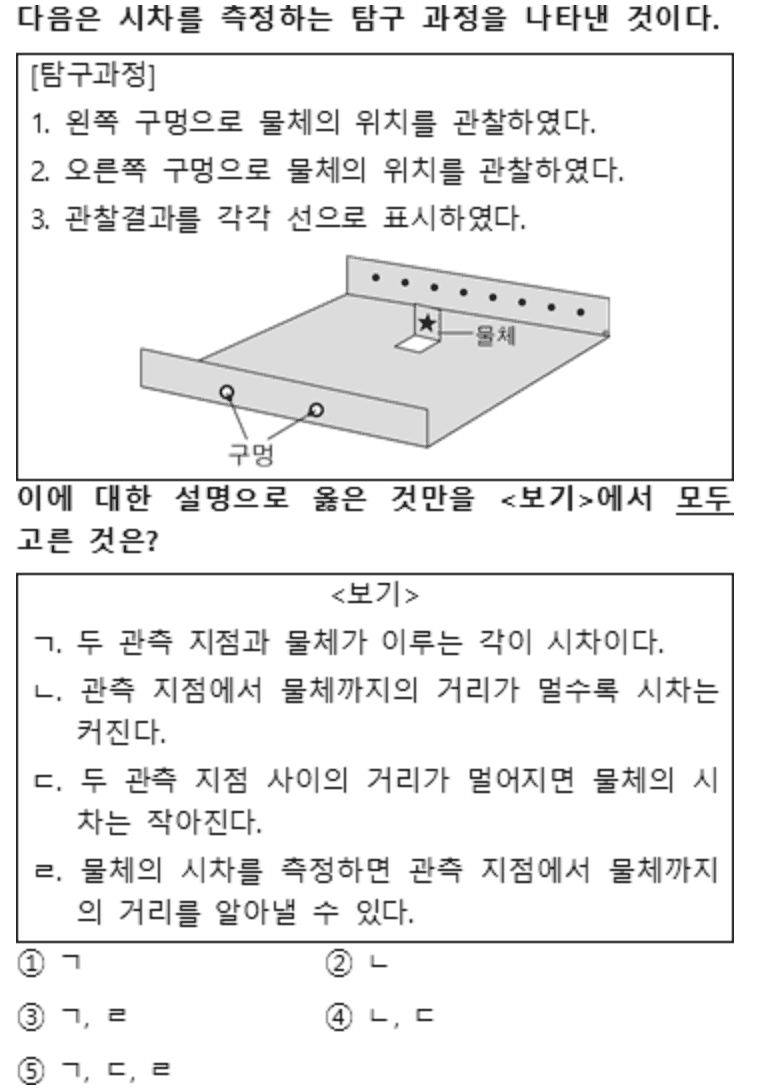 다음은 시차를 측정하는 탐구 과정을 나타낸 것이다.
[탐구과정]
1. 왼쪽 구멍으로 물체의 위치를 관찰하였다.
2. 오른쪽 구멍으로 물체의 위치를 관찰하였다.
3. 관찰결과를 각각 선으로 표시하였다.
물체
구멍
이에 대한 설명으로 옳은 것만을 <보기>에서 모두
고른 것은?
<보기>
ㄱ. 두 관측 지점과 물체가 이루는 각이 시차이다.
ㄴ. 관측 지점에서 물체까지의 거리가 멀수록 시차는
커진다.
ㄷ. 두 관측 지점 사이의 거리가 멀어지면 물체의 시
차는 작아진다.
ㄹ. 물체의 시차를 측정하면 관측 지점에서 물체까지
의 거리를 알아낼 수 있다.
① ㄱ ② ㄴ
③ ㄱ, ㄹ ④ ㄴ, ㄷ
⑤ ㄱ, ㄷ, ㄹ